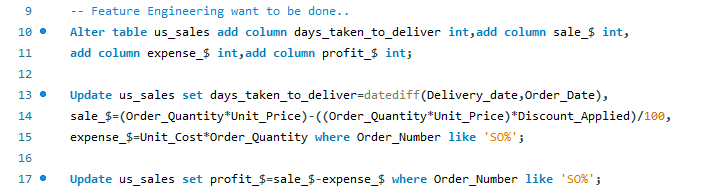 9 -- Feature Engineering want to be done..
10 Alter table us_sales add column days_taken_to_deliver int,add column sale_$ int,
11 add column expense_$ int,add column profit_$ int;
12
13 Update us_sales set days_taken_to_deliver=datediff(Delivery_date,Order_Date),
14 sale_$=(Order_Quantity*Unit_Price)-((Order_Quantity*Unit_Price)*Discount_Applied)/100,
15 expense_$=Unit_Cost*Order_Quantity where Order_Number like 'SO%';
16
17 Update us_sales set profit_$=sale_$-expense_$ where Order_Number like 'SO%';